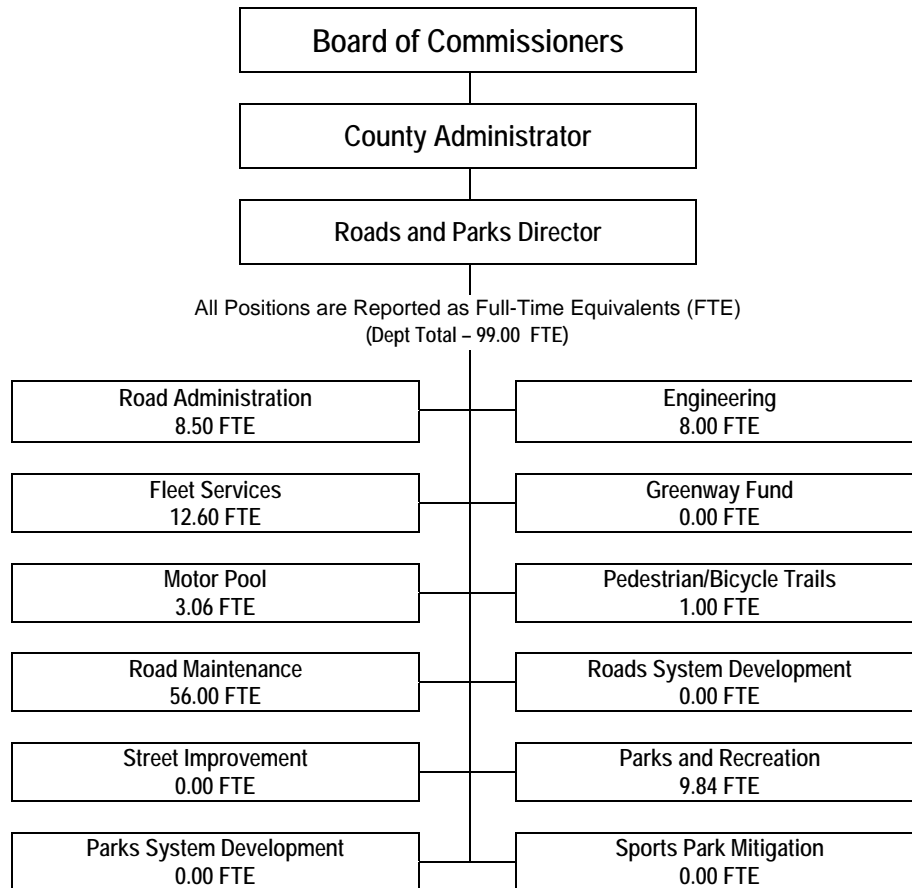 Board of Commissioners
County Administrator
Roads and Parks Director
All Positions are Reported as Full-Time Equivalents (FTE)
(Dept Total – 99.00 FTE)
Road Administration
8.50 FTE
Engineering
8.00 FTE
Fleet Services
12.60 FTE
Greenway Fund
0.00 FTE
Motor Pool
3.06 FTE
Pedestrian/Bicycle Trails
1.00 FTE
Road Maintenance
56.00 FTE
Roads System Development
0.00 FTE
Street Improvement
0.00 FTE
Parks and Recreation
9.84 FTE
Parks System Development
0.00 FTE
Sports Park Mitigation
0.00 FTE